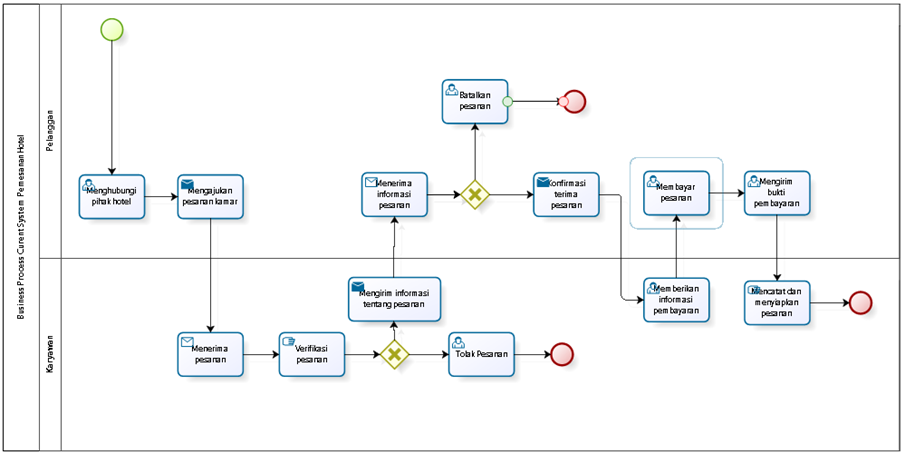 Business Process Curent System Pemesanan Hotel
Pelanggan
Karyawan
Menghubungi
pihak hotel
Mengajukan
pesanan kamar
Menerima
informasi
pesanan
Batalkan
pesanan
Konfirmasi
terima
pesanan
Membayar
pesanan
Mengirim
bukti
pembayaran
Menerima
pesanan
Verifikasi
pesanan
Mengirim informasi
tentang pesanan
Tolak Pesanan
Memberikan
informasi
pembayaran
Mencatat dan
menyiapkan
pesanan